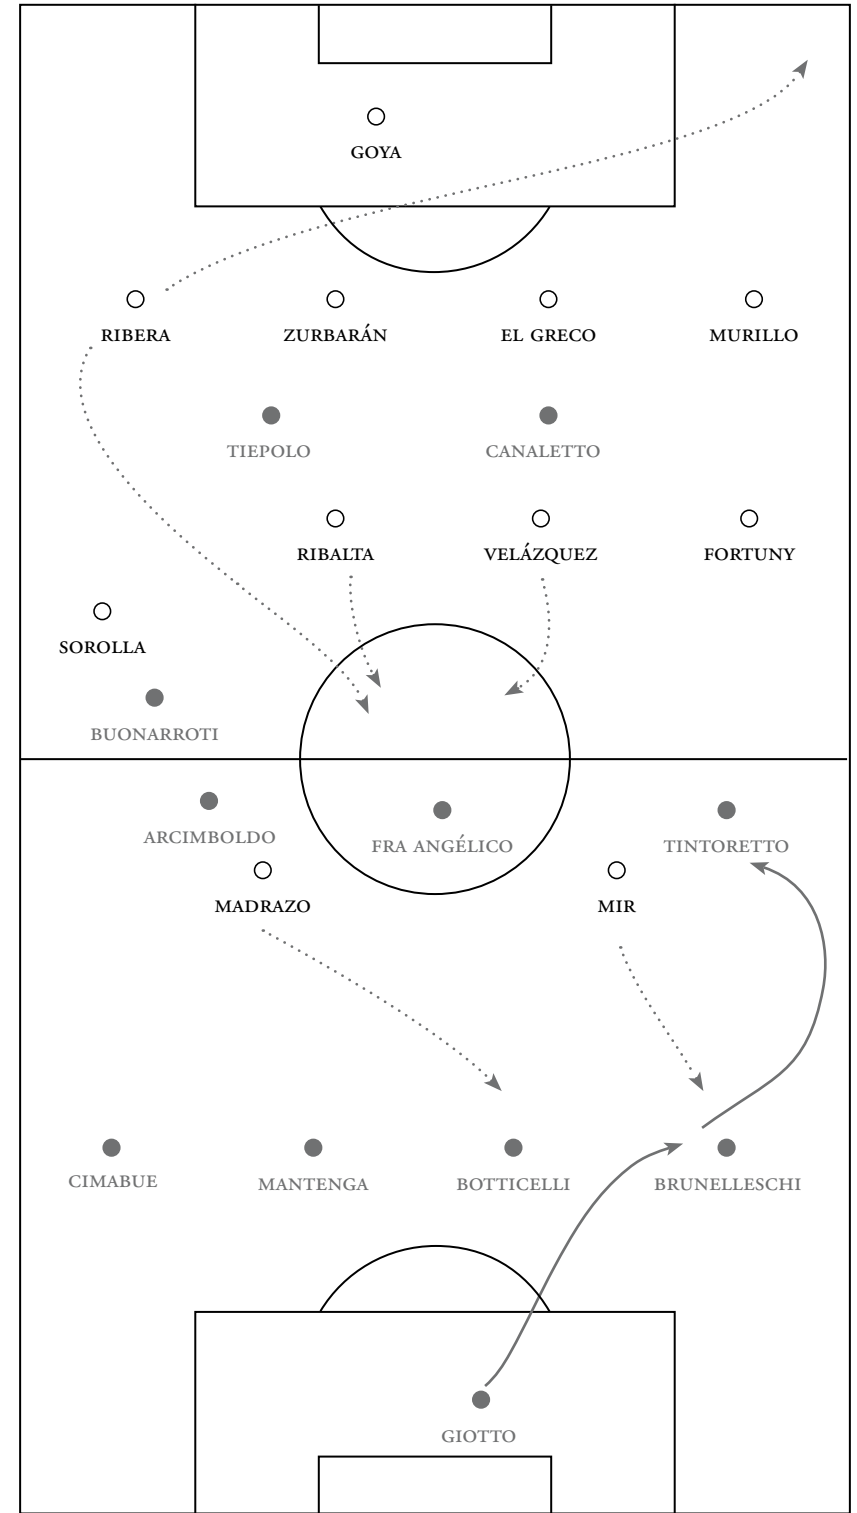 GOYA
RIBERA
ZURBARÁN
EL GRECO
MURILLO
TIEPOLO
CANALETTO
RIBALTA
VELÁZQUEZ
FORTUNY
SOROLLA
BUONARROTI
ARCIMBOLDO
FRA ANGÉLICO
TINTORETTO
MADRAZO
MIR
CIMABUE
MANTENGA
BOTTICELLI
BRUNELLESCHI
GIOTTO